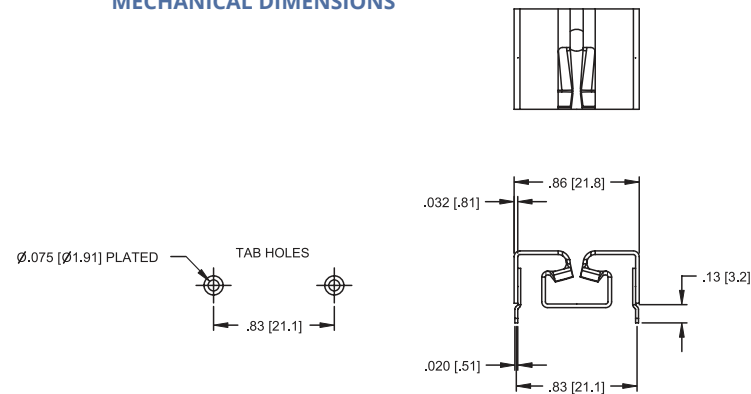 MECHANICAL DIMENSIONS
.86 [21.8]
.032 [.81]
Ø.075 [Ø1.91] PLATED
TAB HOLES
.13 [3.2]
.83 [21.1]
.020 [.51]
.83 [21.1]